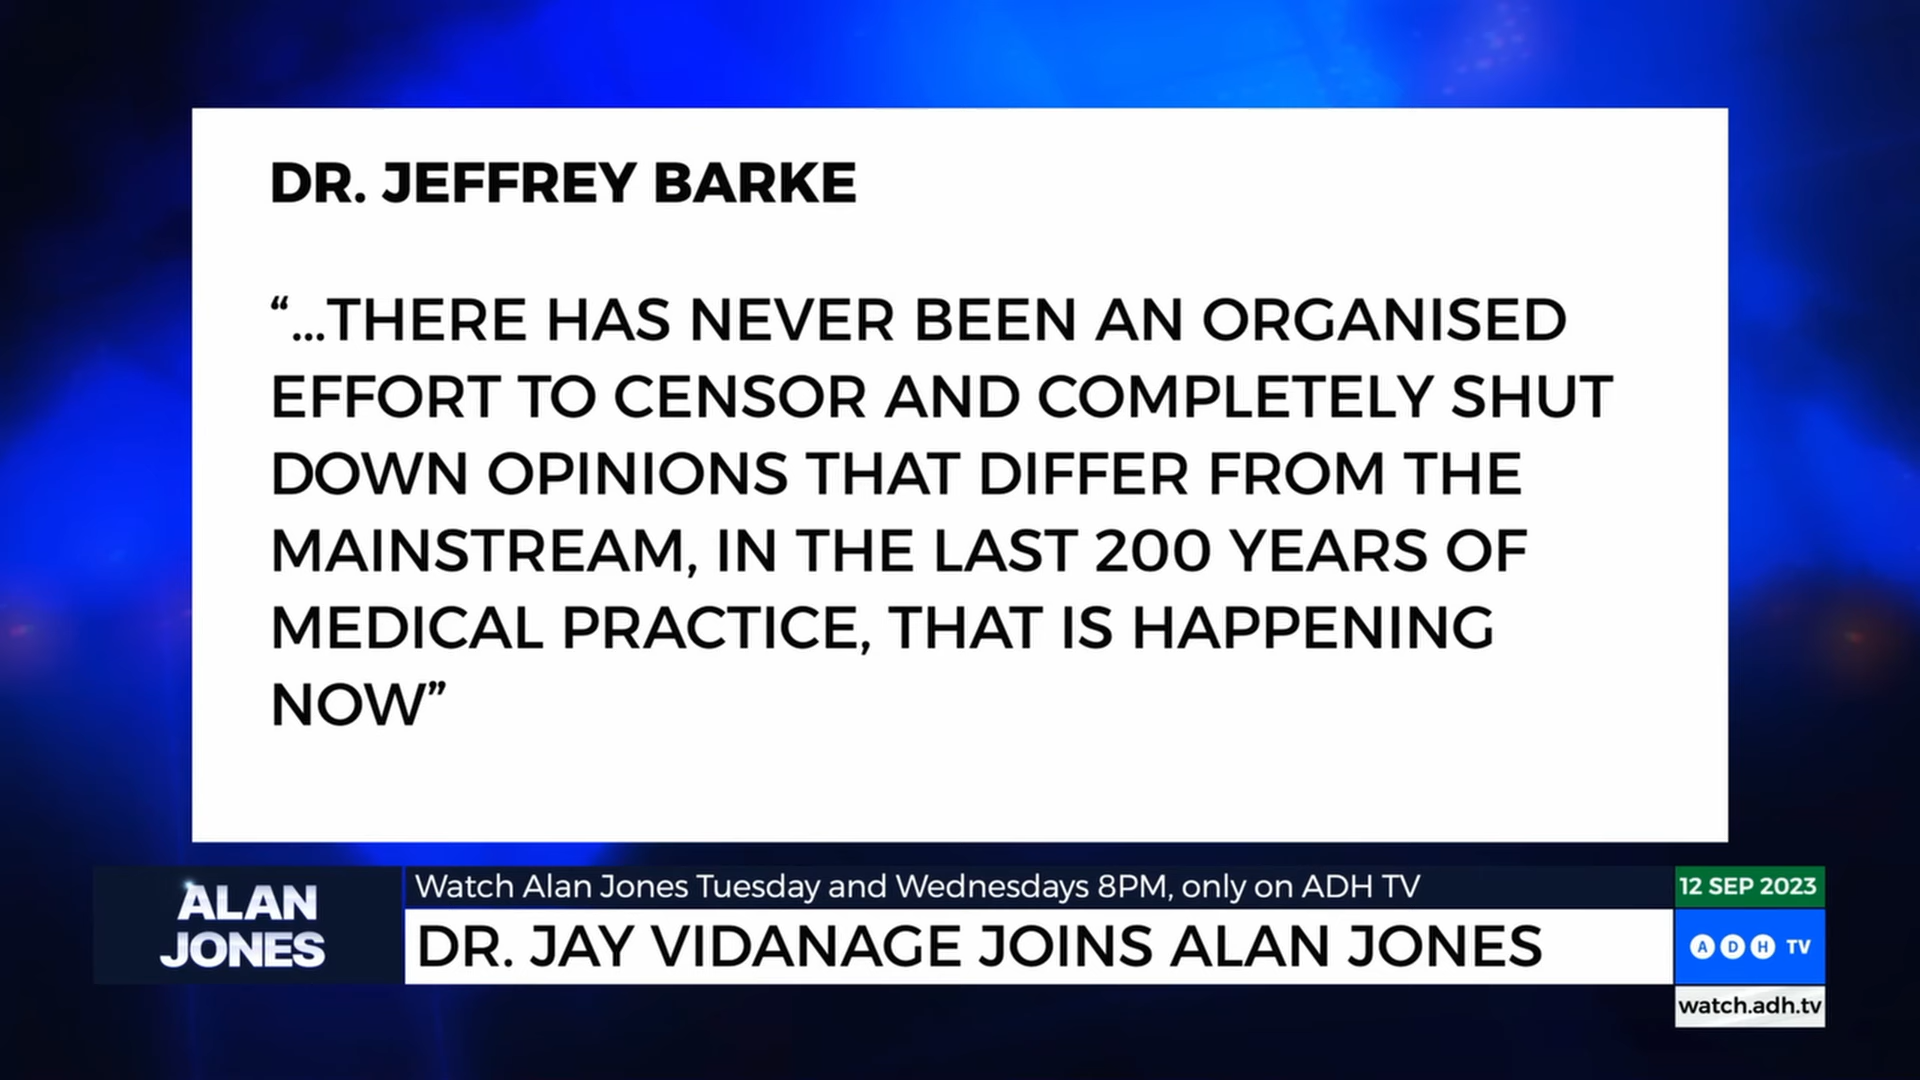 DR. JEFFREY BARKE
“...THERE HAS NEVER BEEN AN ORGANISED
EFFORT TO CENSOR AND COMPLETELY SHUT
DOWN OPINIONS THAT DIFFER FROM THE
MAINSTREAM, IN THE LAST 200 YEARS OF
MEDICAL PRACTICE, THAT IS HAPPENING
NOW”
ALAN
JONES
Watch Alan Jones Tuesday and Wednesdays 8PM, only on ADH TV
DR. JAY VIDANAGE JOINS ALAN JONES
12 SEP 2023
ADH TV
watch.adh.tv